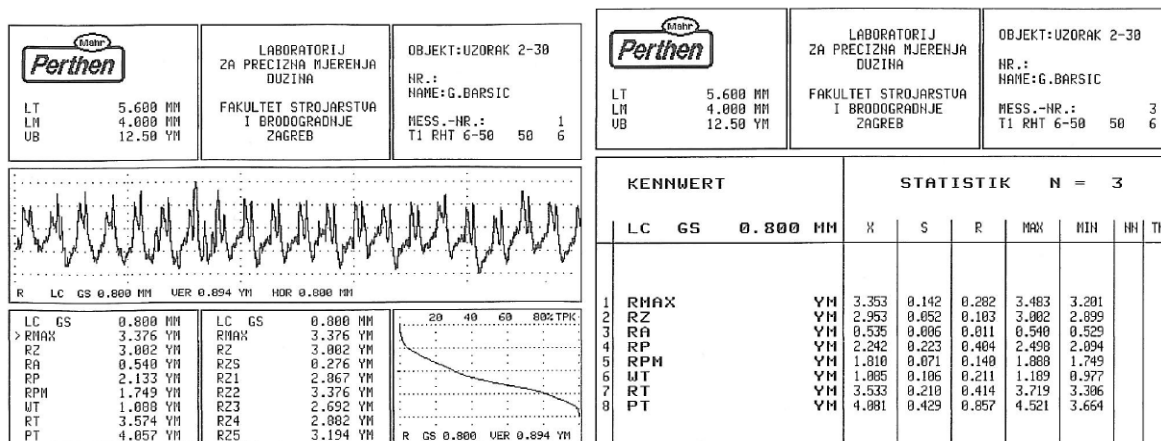 Mahr
Perthen
LT 5.600 MM
LM 4.000 MM
VB 12.50 YM
LABORATORIJ
ZA PRECIZNA MJERENJA
DUZINA
FAKULTET STROJARSTVA
I BRODOGRADNJE
ZAGREB
OBJEKT:UZORAK 2-30
NR.:
NAME:G.BARSIC
MESS.-NR.: 1
T1 RHT 6-50 50 6
R LC GS 0.800 MM VER 0.894 YM HOR 0.800 MM
LC GS 0.800 MM
>RMAX 3.376 YM
RZ 3.002 YM
RA 0.540 YM
RP 2.133 YM
RPM 1.749 YM
WT 1.088 YM
RT 3.574 YM
PT 4.057 YM
LC GS 0.800 MM
RMAX 3.376 YM
RZ 3.002 YM
RZS 0.276 YM
RZ1 2.867 YM
RZ2 3.376 YM
RZ3 2.692 YM
RZ4 2.882 YM
RZ5 3.194 YM
20 40 60 80%TPK
R GS 0.800 VER 0.894 YM
Mahr
Perthen
LT 5.600 MM
LM 4.000 MM
VB 12.50 YM
LABORATORIJ
ZA PRECIZNA MJERENJA
DUZINA
FAKULTET STROJARSTVA
I BRODOGRADNJE
ZAGREB
OBJEKT:UZORAK 2-30
NR.:
NAME:G.BARSIC
MESS.-NR.: 3
T1 RHT 6-50 50 6
KENNWERT STATISTIK N = 3
LC GS 0.800 MM X S R MAX MIN NN
1 RMAX YM 3.353 0.142 0.282 3.483 3.201
2 RZ YM 2.953 0.052 0.103 3.002 2.899
3 RA YM 0.535 0.006 0.011 0.540 0.529
4 RP YM 2.242 0.223 0.404 2.498 2.094
5 RPM YM 1.810 0.071 0.140 1.888 1.749
6 WT YM 1.085 0.106 0.211 1.189 0.977
7 RT YM 3.533 0.210 0.414 3.719 3.306
8 PT YM 4.081 0.429 0.857 4.521 3.664